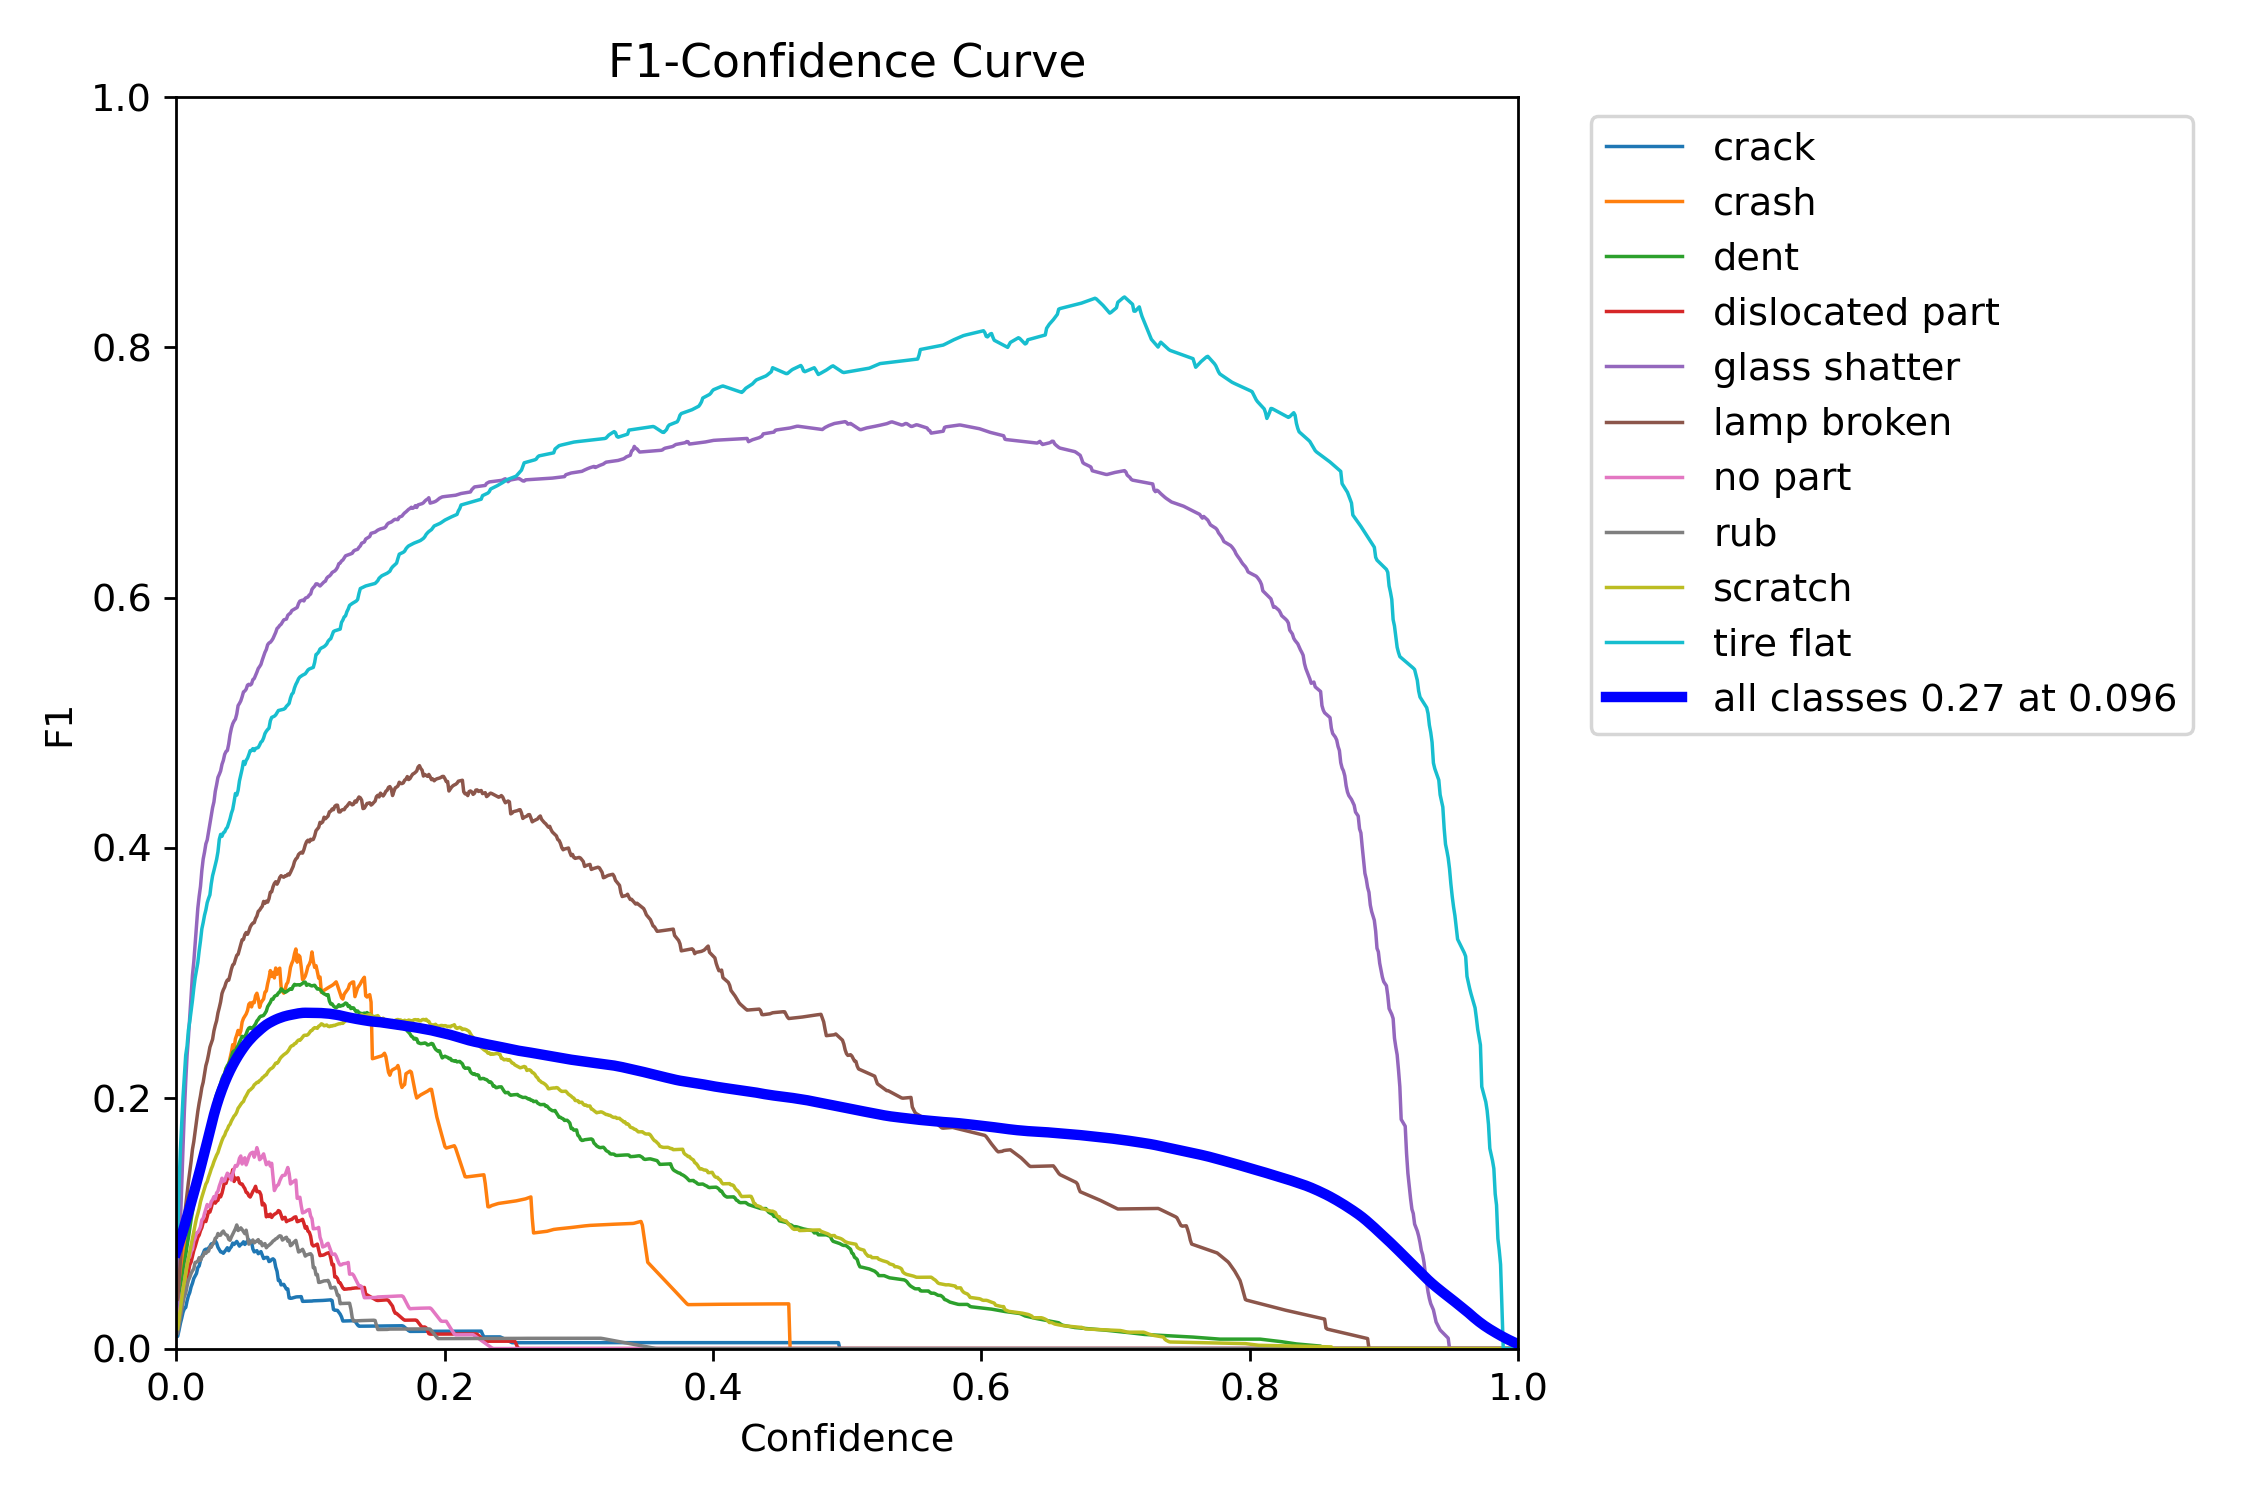 F1-Confidence Curve
1.0
0.8
0.6
0.4
0.2
0.0
F1
0.0 0.2 0.4 0.6 0.8 1.0
Confidence
crack
crash
dent
dislocated part
glass shatter
lamp broken
no part
rub
scratch
tire flat
all classes 0.27 at 0.096